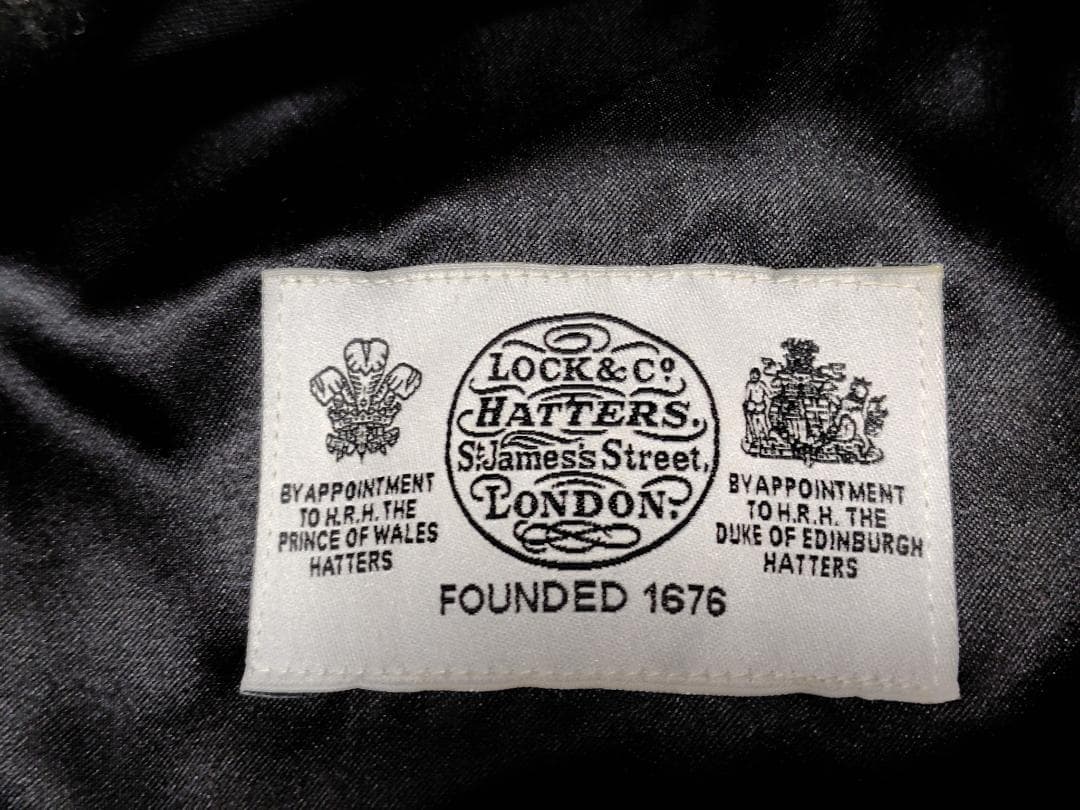 LOCK & Cº
HATTERS.
St James's Street,
LONDON.
BY APPOINTMENT
TO H.R.H. THE
PRINCE OF WALES
HATTERS
BY APPOINTMENT
TO H.R.H. THE
DUKE OF EDINBURGH
HATTERS
FOUNDED 1676